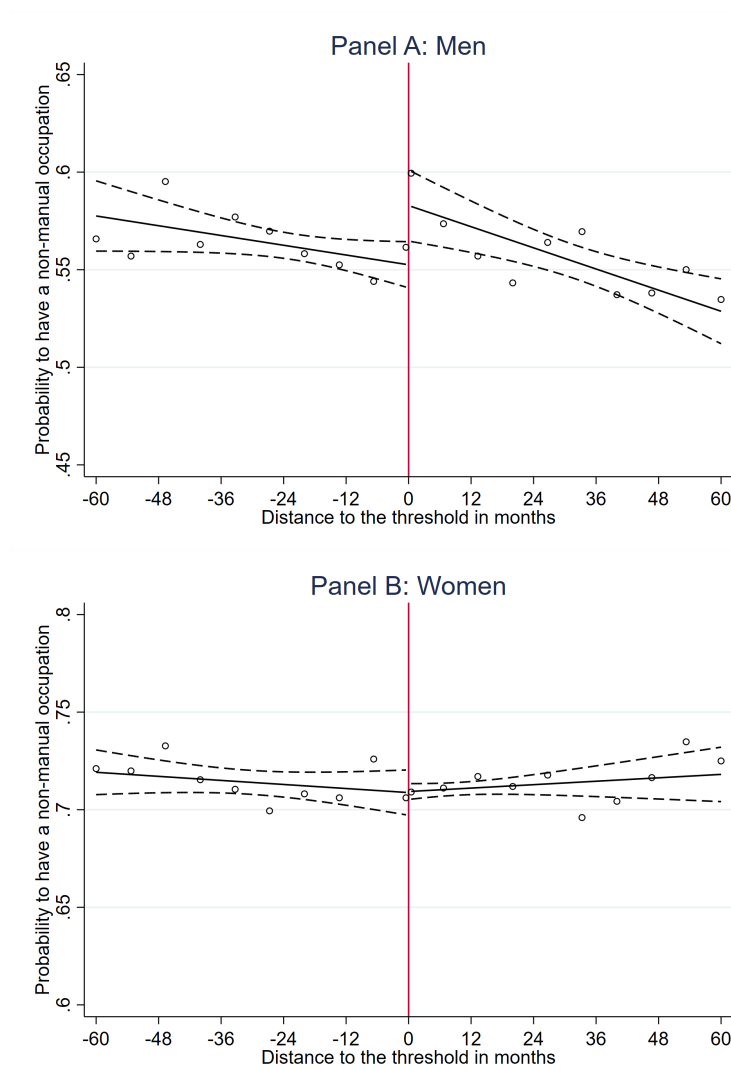 Panel A: Men
Probability to have a non-manual occupation
.65
.6
.55
.5
.45
-60 -48 -36 -24 -12 0 12 24 36 48 60
Distance to the threshold in months
Panel B: Women
Probability to have a non-manual occupation
.8
.75
.7
.65
.6
-60 -48 -36 -24 -12 0 12 24 36 48 60
Distance to the threshold in months